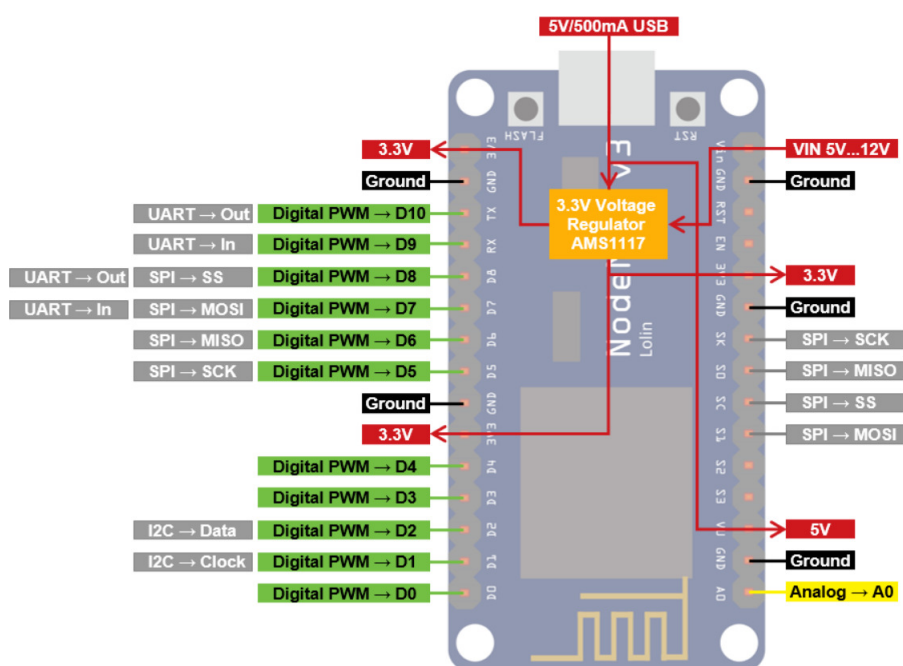 5V/500mA USB
FLASH
RST
3.3V
3V3
Vin
VIN 5V...12V
Ground
GND
GND
Ground
UART → Out
Digital PWM → D10
TX
RST
UART → In
Digital PWM → D9
RX
EN
3.3V Voltage
Regulator
AMS1117
UART → Out
SPI → SS
Digital PWM → D8
D8
3V3
3.3V
UART → In
SPI → MOSI
Digital PWM → D7
D7
GND
Ground
SPI → MISO
Digital PWM → D6
D6
SK
SPI → SCK
SPI → SCK
Digital PWM → D5
D5
SO
SPI → MISO
Ground
GND
SC
SPI → SS
3.3V
3V3
S1
SPI → MOSI
Digital PWM → D4
D4
S2
Digital PWM → D3
D3
S3
I2C → Data
Digital PWM → D2
D2
VU
5V
I2C → Clock
Digital PWM → D1
D1
GND
Ground
Digital PWM → D0
D0
A0
Analog → A0
Lolin